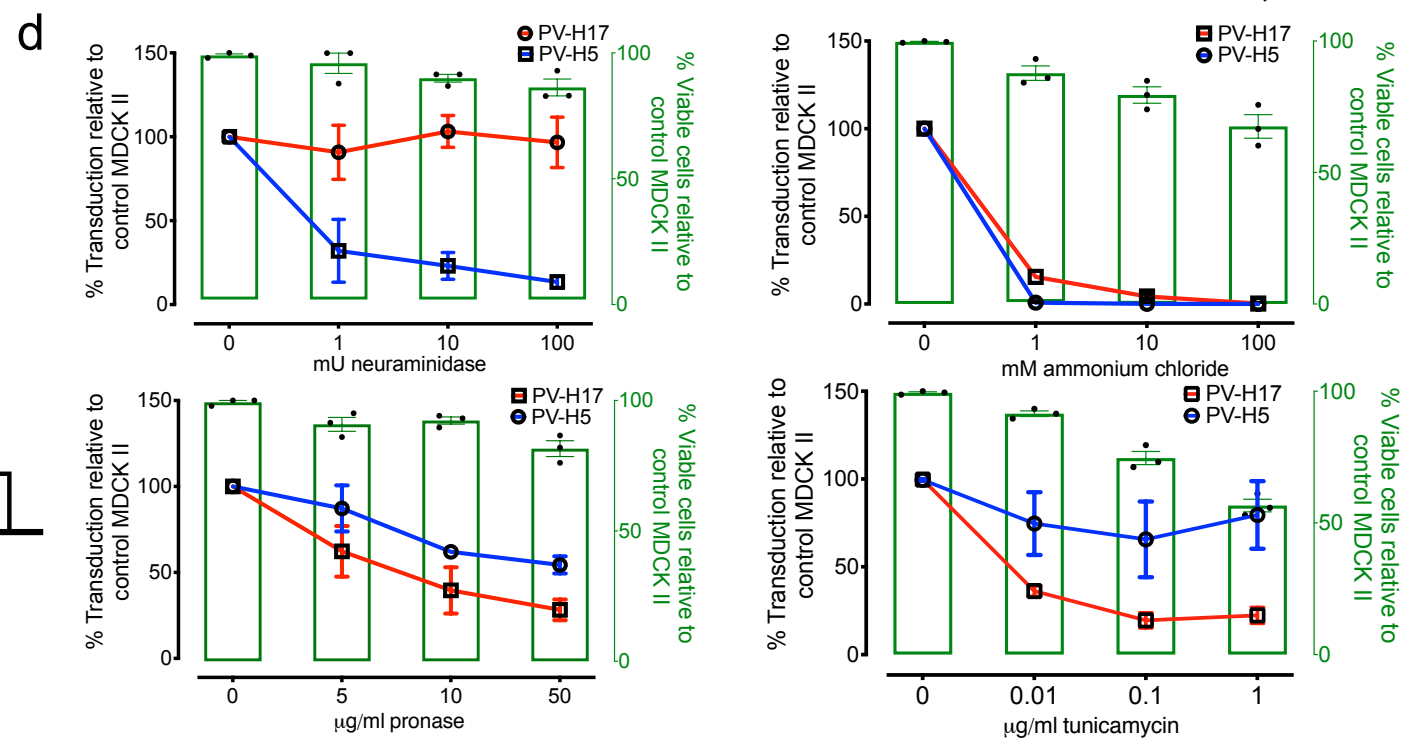 d
PV-H17
PV-H5
150
100
50
0
% Transduction relative to
control MDCK II
100
50
0
% Viable cells relative to
control MDCK II
0 1 10 100
mU neuraminidase
PV-H17
PV-H5
150
100
50
0
% Transduction relative to
control MDCK II
100
50
0
% Viable cells relative to
control MDCK II
0 1 10 100
mM ammonium chloride
PV-H17
PV-H5
150
100
50
0
% Transduction relative to
control MDCK II
100
50
0
% Viable cells relative to
control MDCK II
0 5 10 50
μg/ml pronase
PV-H17
PV-H5
150
100
50
0
% Transduction relative to
control MDCK II
100
50
0
% Viable cells relative to
control MDCK II
0 0.01 0.1 1
μg/ml tunicamycin